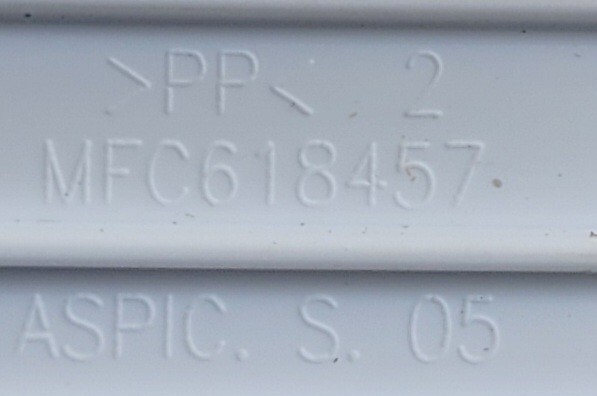 >PP< 2
MFC618457
ASPIC. S. 05